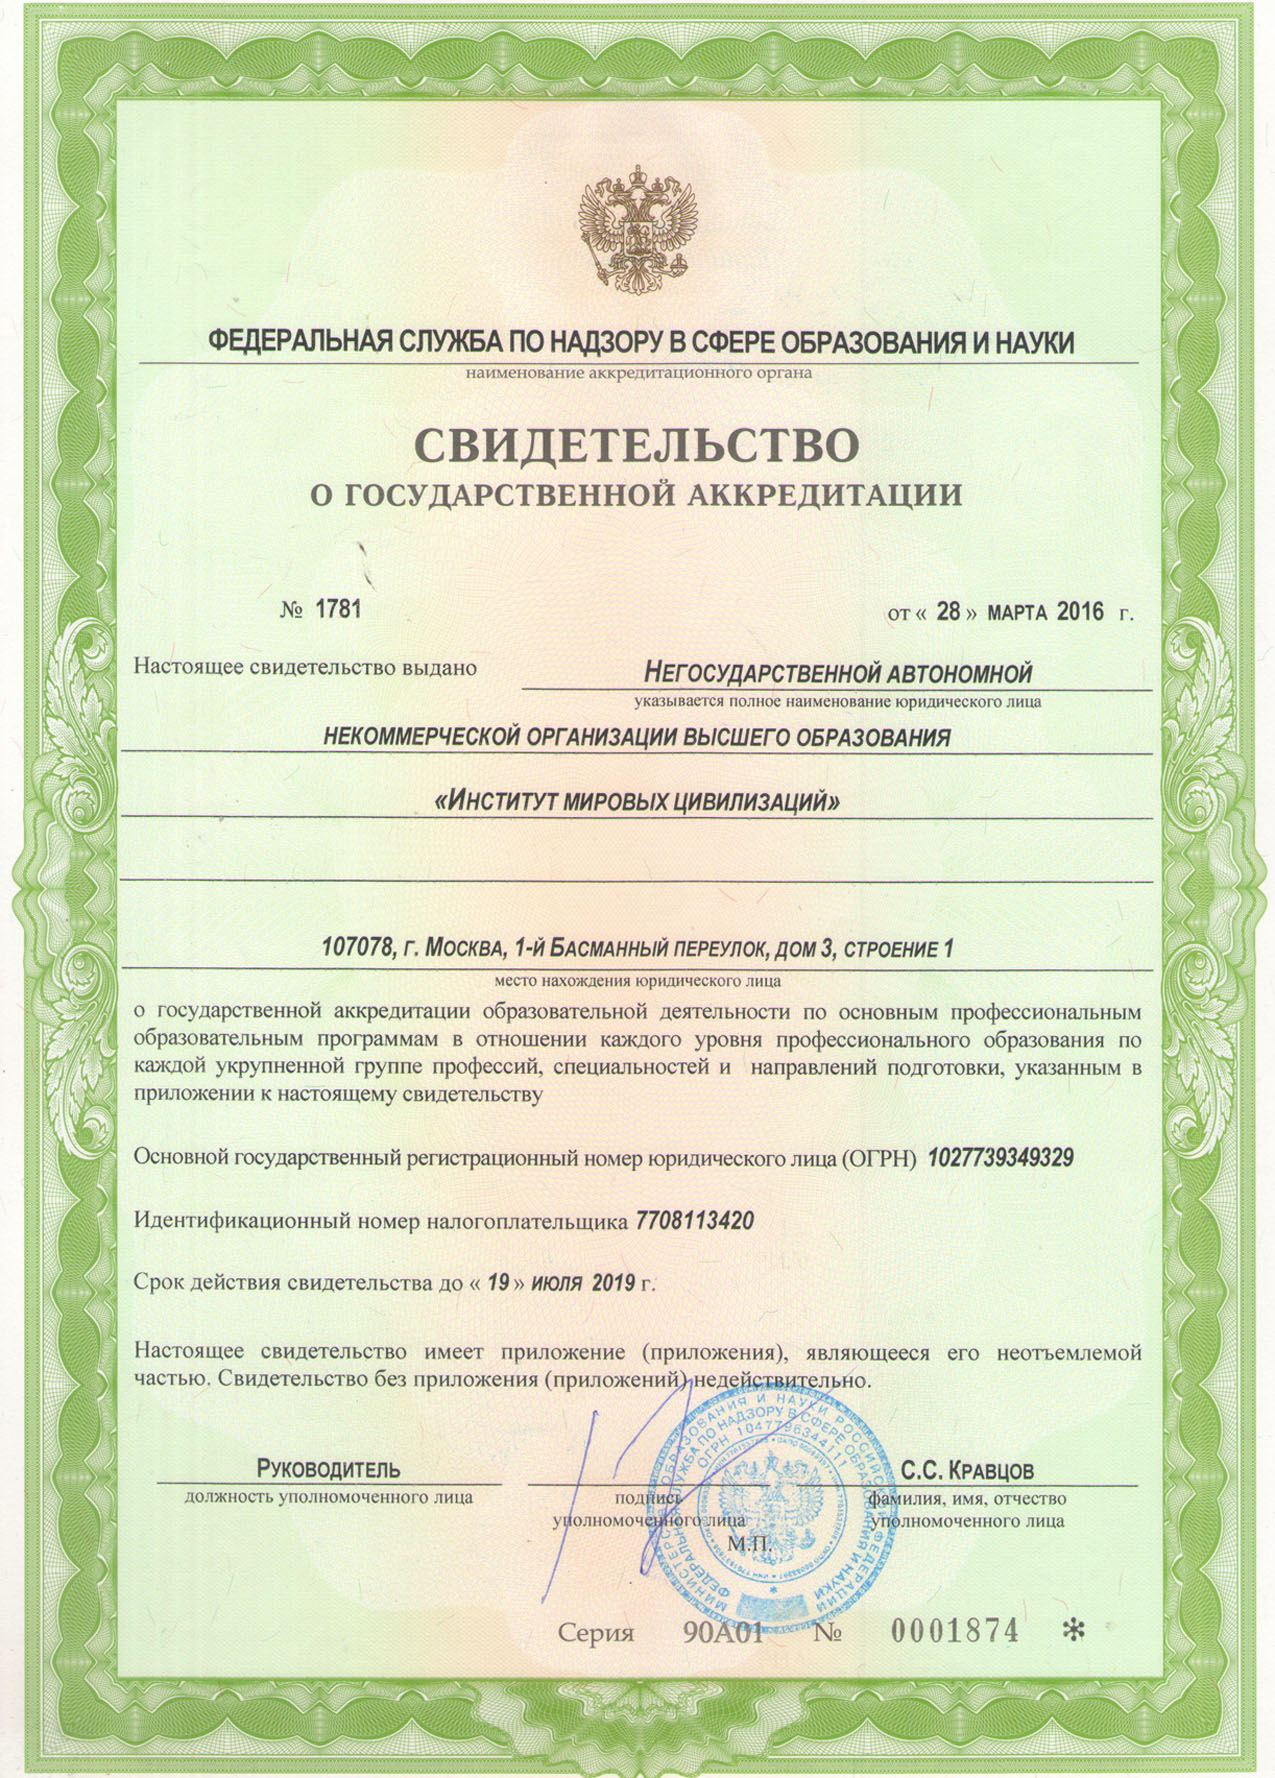 ФЕДЕРАЛЬНАЯ СЛУЖБА ПО НАДЗОРУ В СФЕРЕ ОБРАЗОВАНИЯ И НАУКИ
наименование аккредитационного органа
СВИДЕТЕЛЬСТВО
О ГОСУДАРСТВЕННОЙ АККРЕДИТАЦИИ
№ 1781 от « 28 » МАРТА 2016 г.
Настоящее свидетельство выдано НЕГОСУДАРСТВЕННОЙ АВТОНОМНОЙ
указывается полное наименование юридического лица
НЕКОММЕРЧЕСКОЙ ОРГАНИЗАЦИИ ВЫСШЕГО ОБРАЗОВАНИЯ
«ИНСТИТУТ МИРОВЫХ ЦИВИЛИЗАЦИЙ»
107078, Г. МОСКВА, 1-Й БАСМАННЫЙ ПЕРЕУЛОК, ДОМ 3, СТРОЕНИЕ 1
место нахождения юридического лица
о государственной аккредитации образовательной деятельности по основным профессиональным
образовательным программам в отношении каждого уровня профессионального образования по
каждой укрупненной группе профессий, специальностей и направлений подготовки, указанным в
приложении к настоящему свидетельству
Основной государственный регистрационный номер юридического лица (ОГРН) 1027739349329
Идентификационный номер налогоплательщика 7708113420
Срок действия свидетельства до « 19 » ИЮЛЯ 2019 г.
Настоящее свидетельство имеет приложение (приложения), являющееся его неотъемлемой
частью. Свидетельство без приложения (приложений) недействительно.
РУКОВОДИТЕЛЬ С.С. КРАВЦОВ
должность уполномоченного лица подпись фамилия, имя, отчество
уполномоченного лица уполномоченного лица
М.П.
МИНИСТЕРСТВО ОБРАЗОВАНИЯ И НАУКИ РОССИЙСКОЙ ФЕДЕРАЦИИ
ФЕДЕРАЛЬНАЯ СЛУЖБА ПО НАДЗОРУ В СФЕРЕ ОБРАЗОВАНИЯ И НАУКИ
ОГРН 1047796344111
Серия 90А01 № 0001874 *